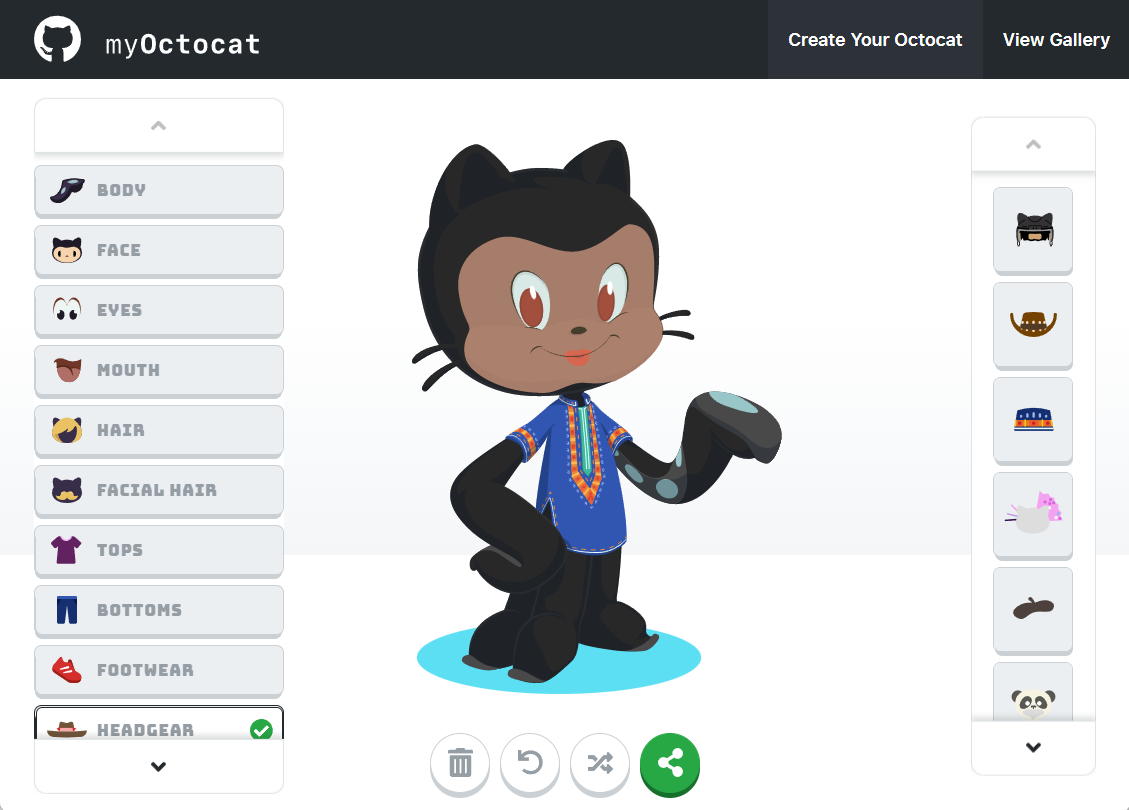 myOctocat
Create Your Octocat
View Gallery
BODY
FACE
EYES
MOUTH
HAIR
FACIAL HAIR
TOPS
BOTTOMS
FOOTWEAR
HEADGEAR